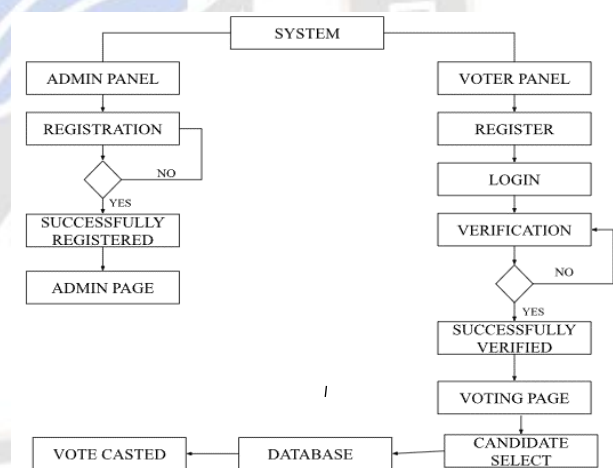 SYSTEM
ADMIN PANEL
VOTER PANEL
REGISTRATION
REGISTER
NO
LOGIN
YES
SUCCESSFULLY
REGISTERED
VERIFICATION
NO
ADMIN PAGE
YES
SUCCESSFULLY
VERIFIED
VOTING PAGE
VOTE CASTED
DATABASE
CANDIDATE
SELECT